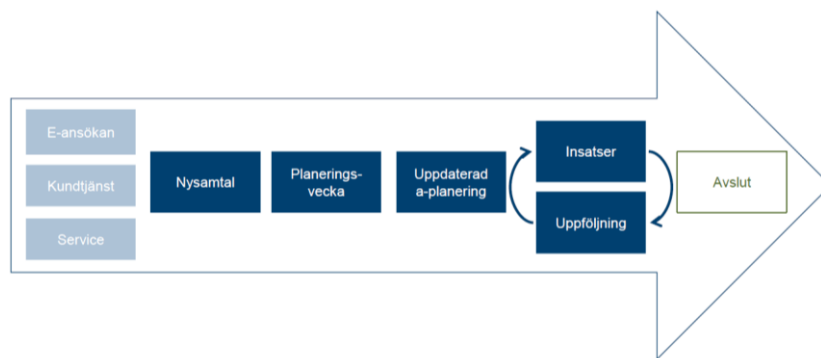 E-ansökan
Kundtjänst
Service
Nysamtal
Planerings-
vecka
Uppdaterad
a-planering
Insatser
Uppföljning
Avslut